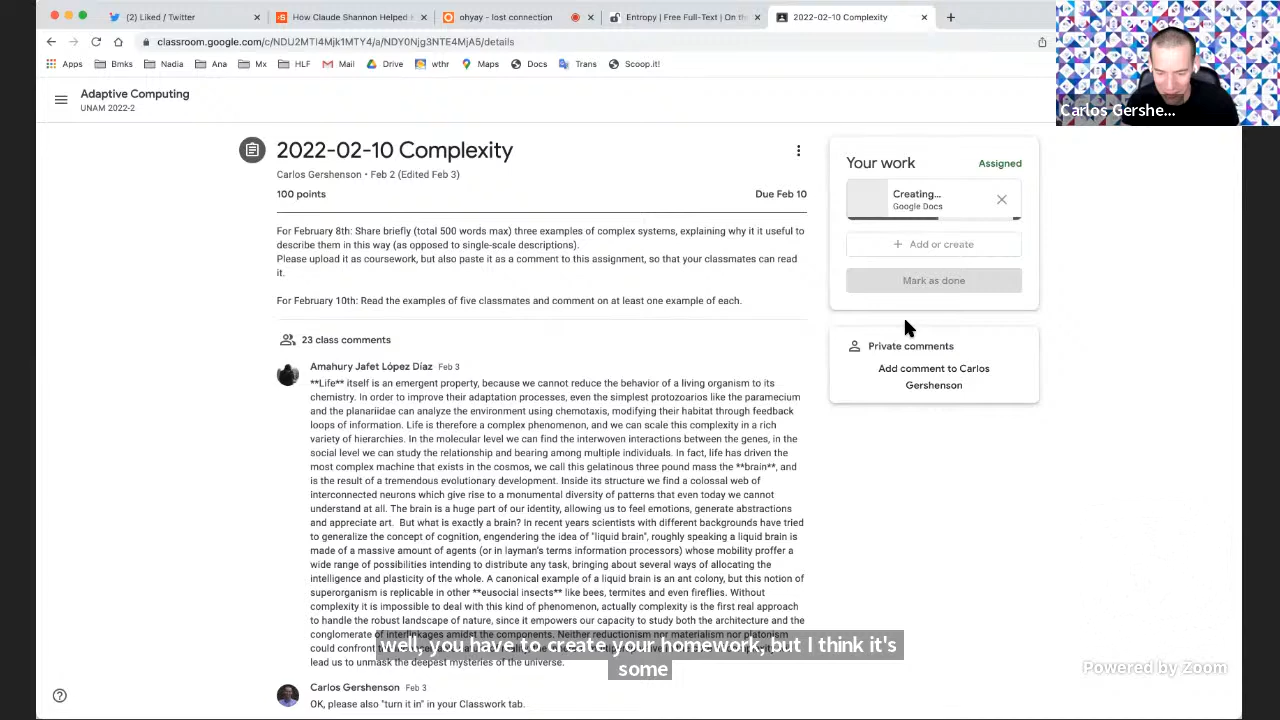 (2) Liked / Twitter
How Claude Shannon Helped K
ohyay - lost connection
Entropy | Free Full-Text | On th
2022-02-10 Complexity
classroom.google.com/c/NDU2MTI4Mjk1MTY4/a/NDY0Njg3NTE4MjA5/details
Apps Bmks Nadia Ana Mx HLF Mail Drive wthr Maps Docs Trans Scoop.it!
Carlos Gershe...
Adaptive Computing
UNAM 2022-2
2022-02-10 Complexity
Carlos Gershenson • Feb 2 (Edited Feb 3)
100 points Due Feb 10
For February 8th: Share briefly (total 500 words max) three examples of complex systems, explaining why it it useful to
describe them in this way (as opposed to single-scale descriptions).
Please upload it as coursework, but also paste it as a comment to this assignment, so that your classmates can read
it.
For February 10th: Read the examples of five classmates and comment on at least one example of each.
23 class comments
Amahury Jafet López Díaz Feb 3
**Life** itself is an emergent property, because we cannot reduce the behavior of a living organism to its
chemistry. In order to improve their adaptation processes, even the simplest protozoarios like the paramecium
and the planariidae can analyze the environment using chemotaxis, modifying their habitat through feedback
loops of information. Life is therefore a complex phenomenon, and we can scale this complexity in a rich
variety of hierarchies. In the molecular level we can find the interwoven interactions between the genes, in the
social level we can study the relationship and bearing among multiple individuals. In fact, life has driven the
most complex machine that exists in the cosmos, we call this gelatinous three pound mass the **brain**, and
is the result of a tremendous evolutionary development. Inside its structure we find a colossal web of
interconnected neurons which give rise to a monumental diversity of patterns that even today we cannot
understand at all. The brain is a huge part of our identity, allowing us to feel emotions, generate abstractions
and appreciate art. But what is exactly a brain? In recent years scientists with different backgrounds have tried
to generalize the concept of cognition, engendering the idea of "liquid brain", roughly speaking a liquid brain is
made of a massive amount of agents (or in layman's terms information processors) whose mobility proffer a
wide range of possibilities intending to distribute any task, bringing about several ways of allocating the
intelligence and plasticity of the whole. A canonical example of a liquid brain is an ant colony, but this notion of
superorganism is replicable in other **eusocial insects** like bees, termites and even fireflies. Without
complexity it is impossible to deal with this kind of phenomenon, actually complexity is the first real approach
to handle the robust landscape of nature, since it empowers our capacity to study both the architecture and the
conglomerate of interlinkages amidst the components. Neither reductionism nor materialism nor platonism
could confront
lead us to unmask the deepest mysteries of the universe.
Carlos Gershenson Feb 3
OK, please also "turn it in" in your Classwork tab.
Your work Assigned
Creating...
Google Docs
+ Add or create
Mark as done
Private comments
Add comment to Carlos
Gershenson
well, you have to create your homework, but I think it's
some
Powered by Zoom